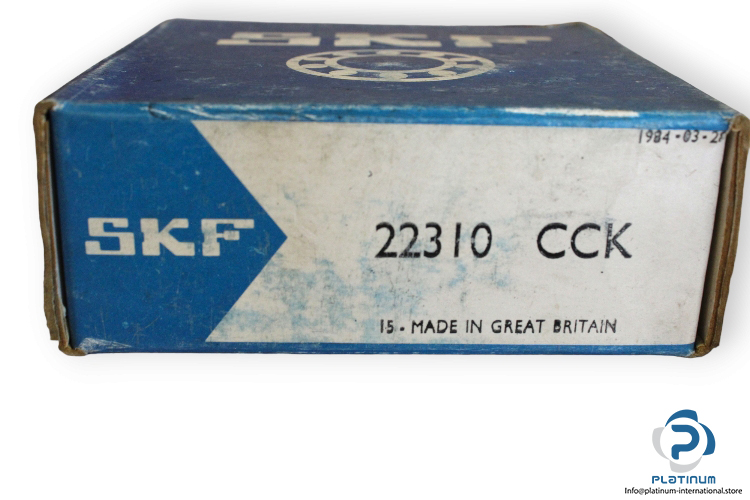 SKF
1984-03-2
SKF
22310 CCK
15. MADE IN GREAT BRITAIN
PLATINUM
Info@platinum-international.store